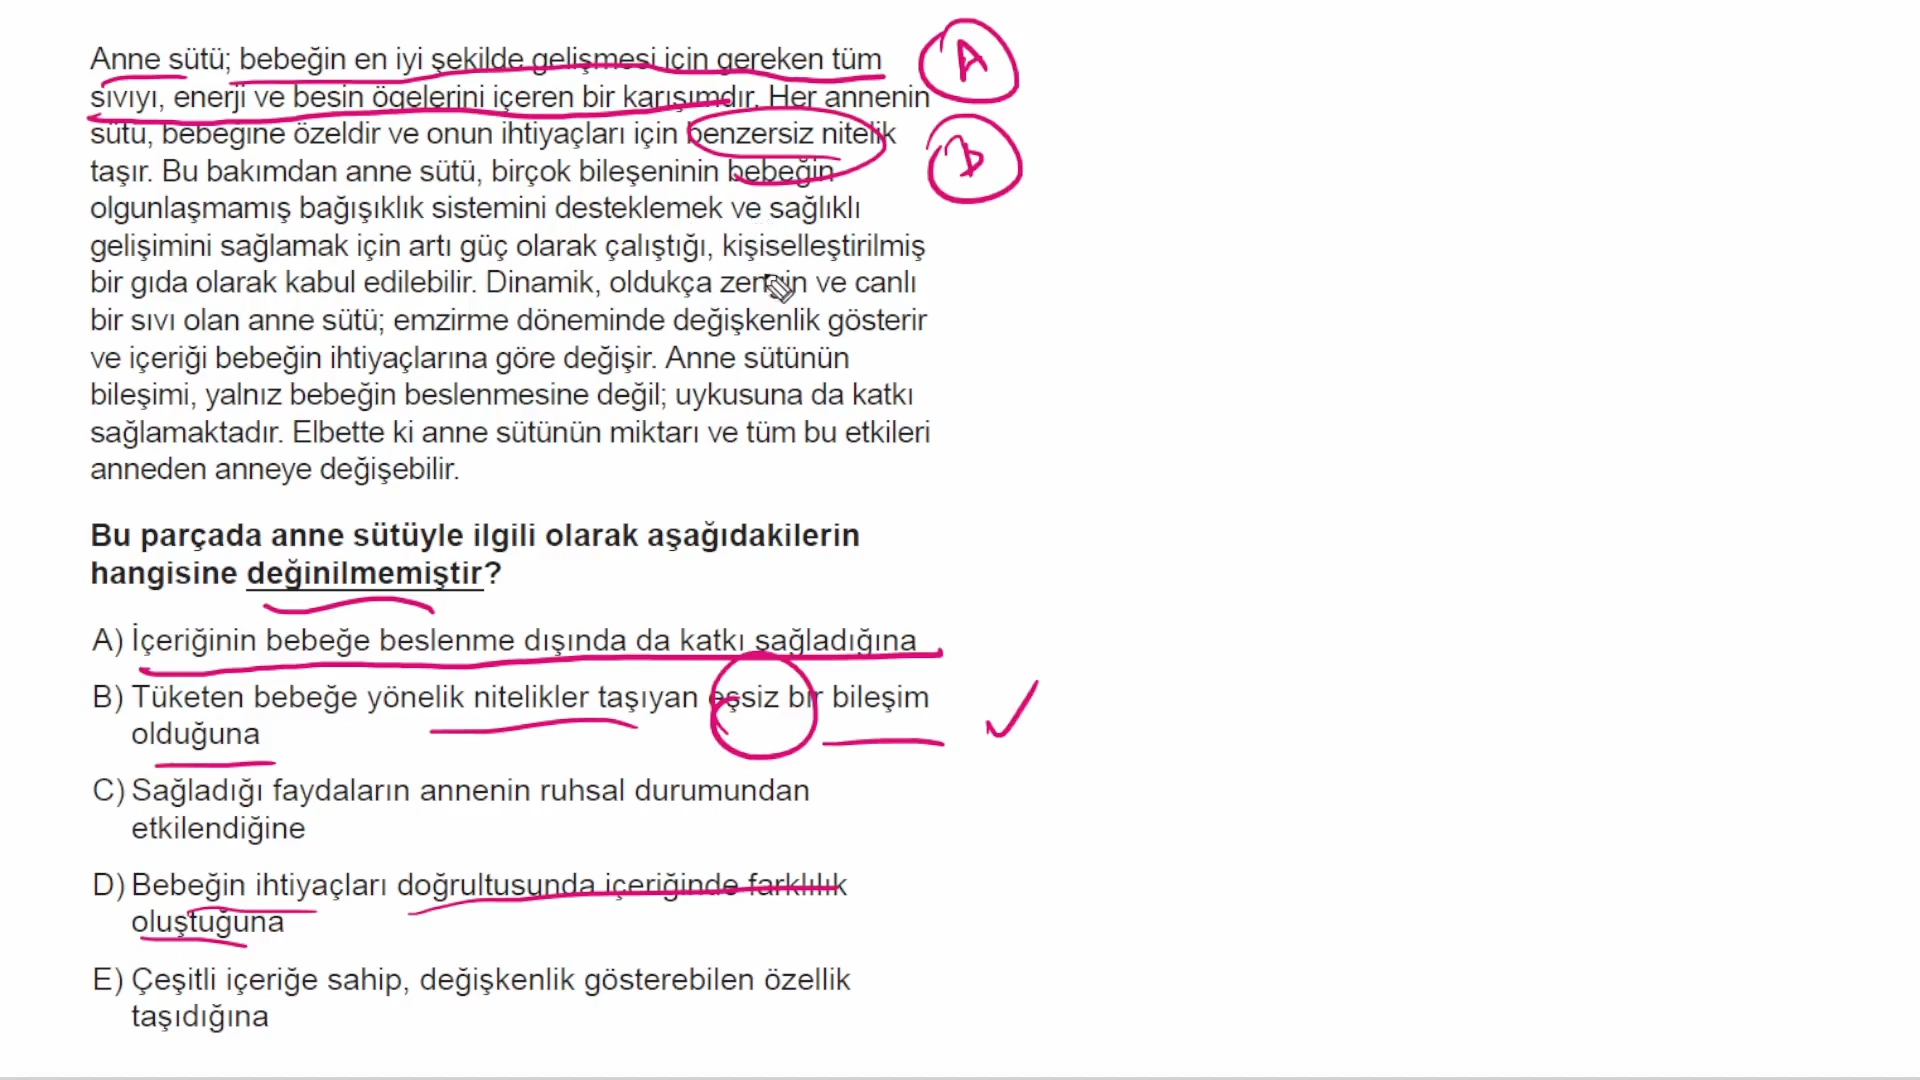 Anne sütü; bebeğin en iyi şekilde gelişmesi için gereken tüm
A
sıvıyı, enerji ve besin ögelerini içeren bir karışımdır. Her annenin
sütü, bebeğine özeldir ve onun ihtiyaçları için benzersiz nitelik
taşır. Bu bakımdan anne sütü, birçok bileşeninin bebeğin
olgunlaşmamış bağışıklık sistemini desteklemek ve sağlıklı
gelişimini sağlamak için artı güç olarak çalıştığı, kişiselleştirilmiş
bir gıda olarak kabul edilebilir. Dinamik, oldukça zengin ve canlı
bir sıvı olan anne sütü; emzirme döneminde değişkenlik gösterir
ve içeriği bebeğin ihtiyaçlarına göre değişir. Anne sütünün
bileşimi, yalnız bebeğin beslenmesine değil; uykusuna da katkı
sağlamaktadır. Elbette ki anne sütünün miktarı ve tüm bu etkileri
anneden anneye değişebilir.
Bu parçada anne sütüyle ilgili olarak aşağıdakilerin
hangisine değinilmemiştir?
A) İçeriğinin bebeğe beslenme dışında da katkı sağladığına
B) Tüketen bebeğe yönelik nitelikler taşıyan eşsiz bir bileşim
olduğuna
C) Sağladığı faydaların annenin ruhsal durumundan
etkilendiğine
D) Bebeğin ihtiyaçları doğrultusunda içeriğinde farklılık
oluştuğuna
E) Çeşitli içeriğe sahip, değişkenlik gösterebilen özellik
taşıdığına